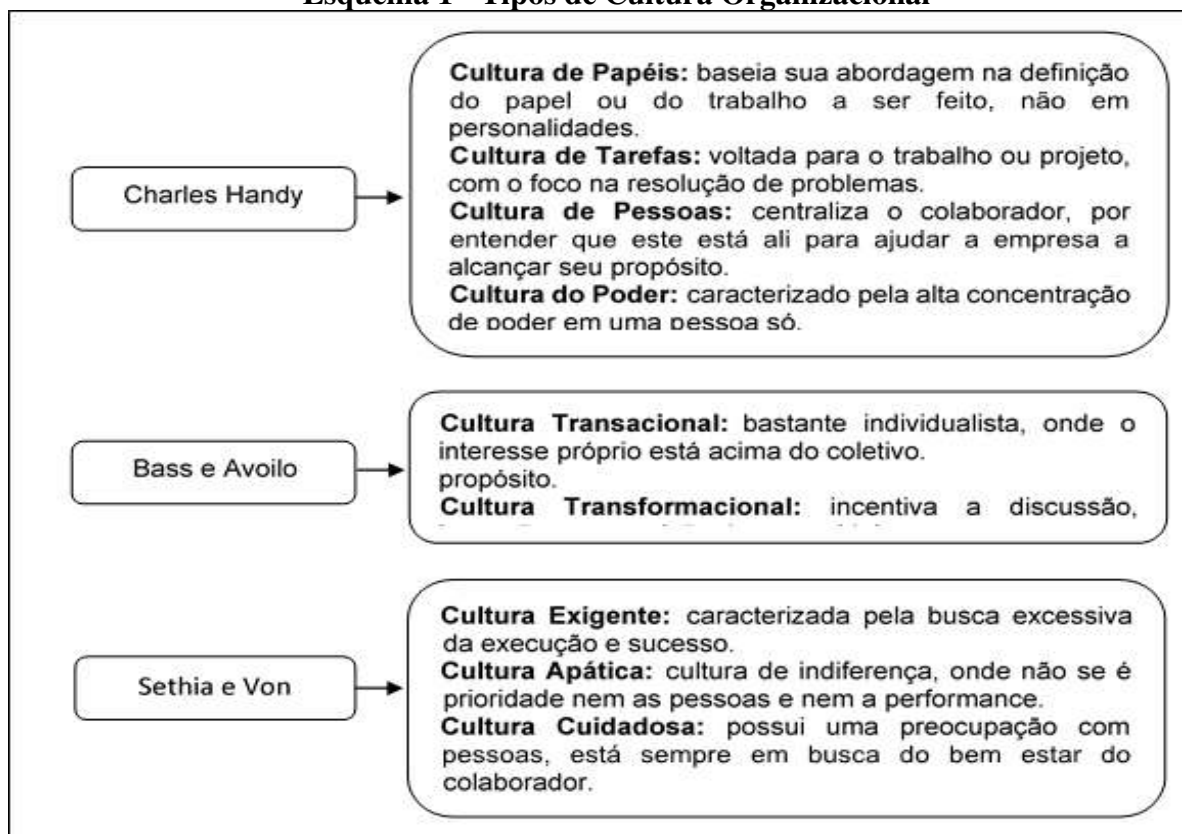 Esquema 1 - Tipos de Cultura Organizacional
Charles Handy
Cultura de Papéis: baseia sua abordagem na definição
do papel ou do trabalho a ser feito, não em
personalidades.
Cultura de Tarefas: voltada para o trabalho ou projeto,
com o foco na resolução de problemas.
Cultura de Pessoas: centraliza o colaborador, por
entender que este está ali para ajudar a empresa a
alcançar seu propósito.
Cultura do Poder: caracterizado pela alta concentração
de poder em uma pessoa só.
Bass e Avoilo
Cultura Transacional: bastante individualista, onde o
interesse próprio está acima do coletivo.
propósito.
Cultura Transformacional: incentiva a discussão,
Sethia e Von
Cultura Exigente: caracterizada pela busca excessiva
da execução e sucesso.
Cultura Apática: cultura de indiferença, onde não se é
prioridade nem as pessoas e nem a performance.
Cultura Cuidadosa: possui uma preocupação com
pessoas, está sempre em busca do bem estar do
colaborador.